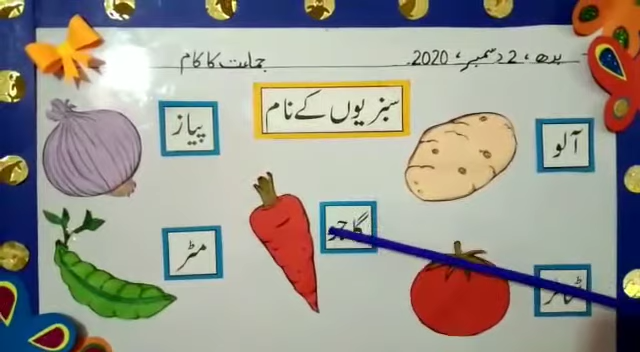 بدھ ، 2 دسمبر ، 2020. جماعت کا کام
سبزیوں کے نام
آلو
پیاز
گاجر
مٹر
ٹماٹر